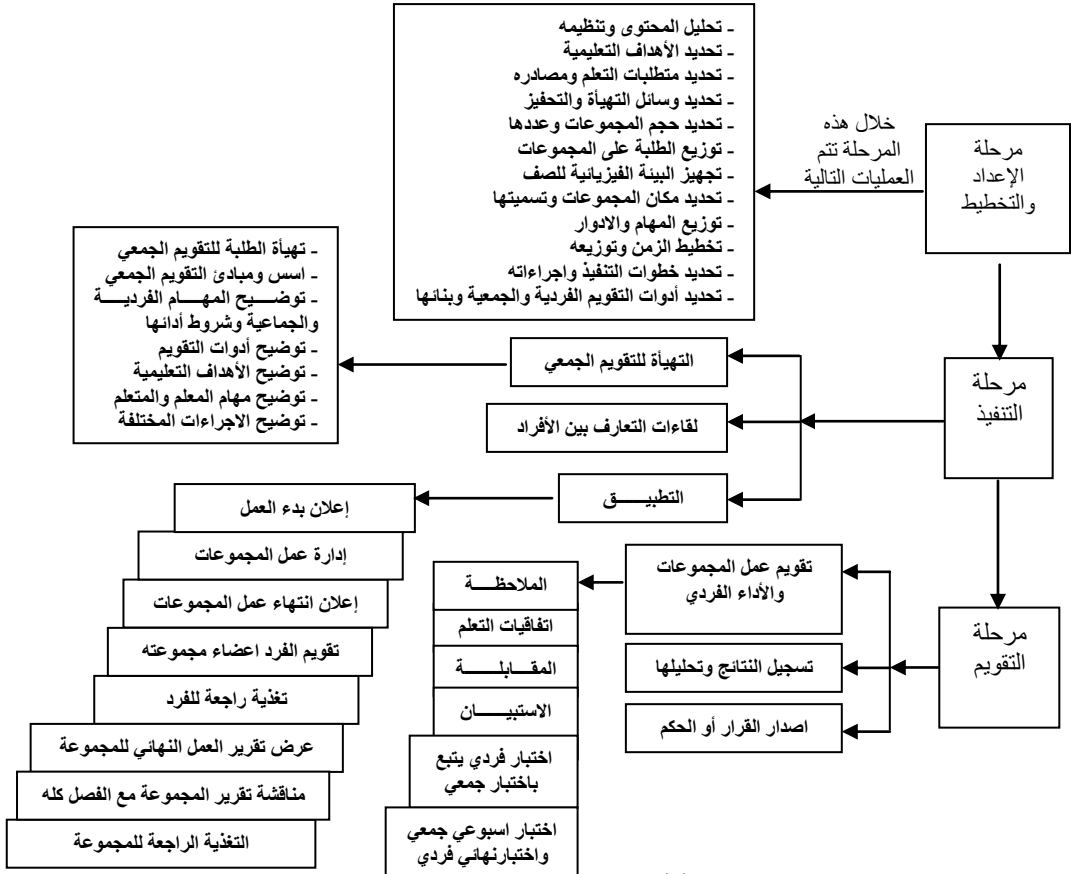 مرحلة
الإعداد
والتخطيط
خلال هذه
المرحلة تتم
العمليات التالية
- تحليل المحتوى وتنظيمه
- تحديد الأهداف التعليمية
- تحديد متطلبات التعلم ومصادره
- تحديد وسائل التهيأة والتحفيز
- تحديد حجم المجموعات وعددها
- توزيع الطلبة على المجموعات
- تجهيز البيئة الفيزيائية للصف
- تحديد مكان المجموعات وتسميتها
- توزيع المهام والادوار
- تخطيط الزمن وتوزيعه
- تحديد خطوات التنفيذ واجراءاته
- تحديد أدوات التقويم الفردية والجمعية وبنائها
مرحلة
التنفيذ
التهيأة للتقويم الجمعي
- تهيأة الطلبة للتقويم الجمعي
- اسس ومبادئ التقويم الجمعي
- توضـــيح المهـــام الفرديـــة
والجماعية وشروط أدائها
- توضيح أدوات التقويم
- توضيح الأهداف التعليمية
- توضيح مهام المعلم والمتعلم
- توضيح الاجراءات المختلفة
لقاءات التعارف بين الأفراد
التطبيـــــق
إعلان بدء العمل
إدارة عمل المجموعات
إعلان انتهاء عمل المجموعات
تقويم الفرد اعضاء مجموعته
تغذية راجعة للفرد
عرض تقرير العمل النهائي للمجموعة
مناقشة تقرير المجموعة مع الفصل كله
التغذية الراجعة للمجموعة
مرحلة
التقويم
تقويم عمل المجموعات
والأداء الفردي
الملاحظـــة
اتفاقيات التعلم
المقـــابلـــــة
الاستبيـــــان
اختبار فردي يتبع
باختبار جمعي
اختبار اسبوعي جمعي
واختبارنهائي فردي
تسجيل النتائج وتحليلها
اصدار القرار أو الحكم